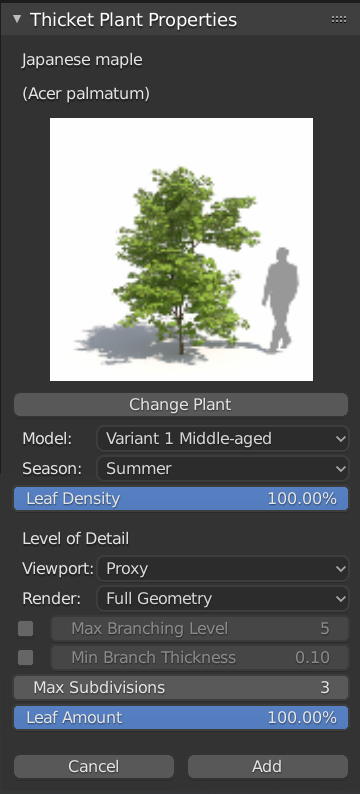 Thicket Plant Properties
Japanese maple
(Acer palmatum)
Change Plant
Model: Variant 1 Middle-aged
Season: Summer
Leaf Density 100.00%
Level of Detail
Viewport: Proxy
Render: Full Geometry
Max Branching Level 5
Min Branch Thickness 0.10
Max Subdivisions 3
Leaf Amount 100.00%
Cancel Add